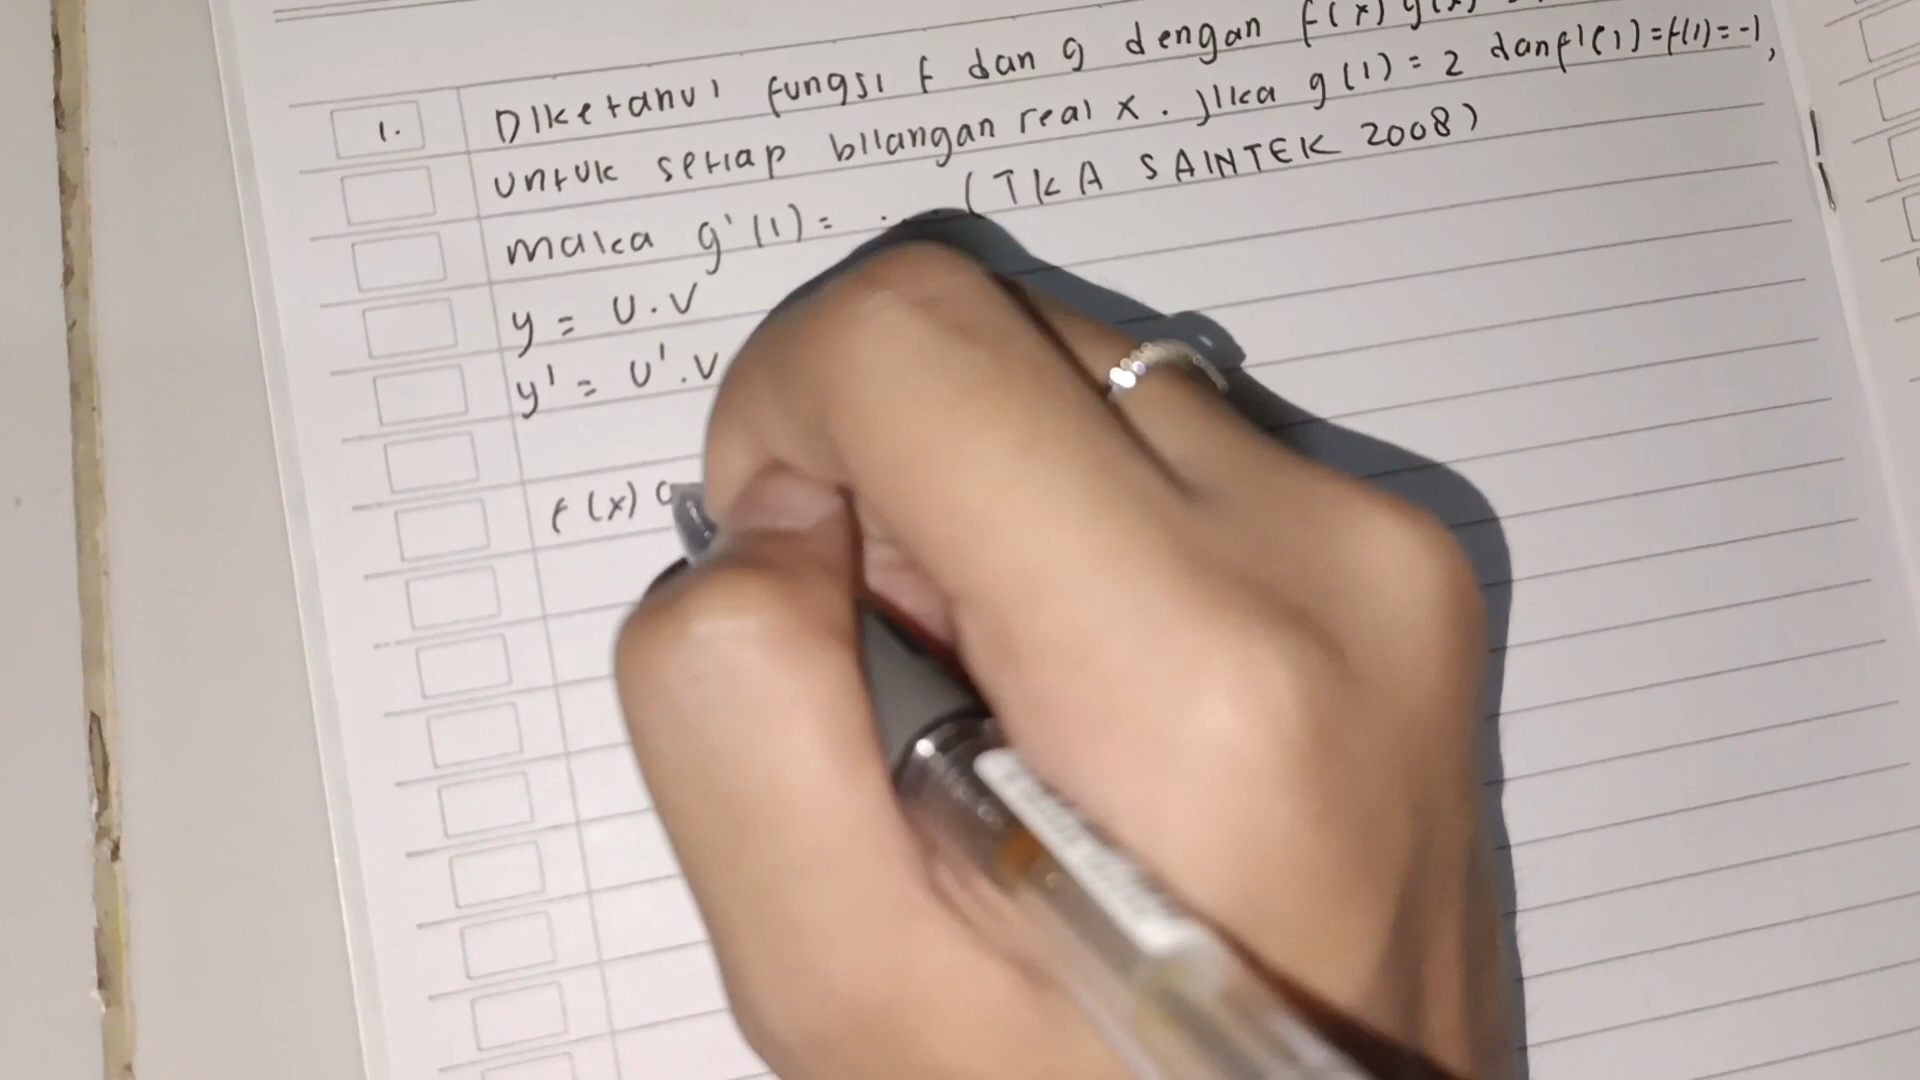 1. Diketahui fungsi f dan g dengan f(x) g(x)
untuk setiap bilangan real x. Jika g(1) = 2 dan f'(1) = f(1) = -1,
maka g'(1) = ... (TKA SAINTEK 2008)
y = U.V
y' = U'.V
f(x)